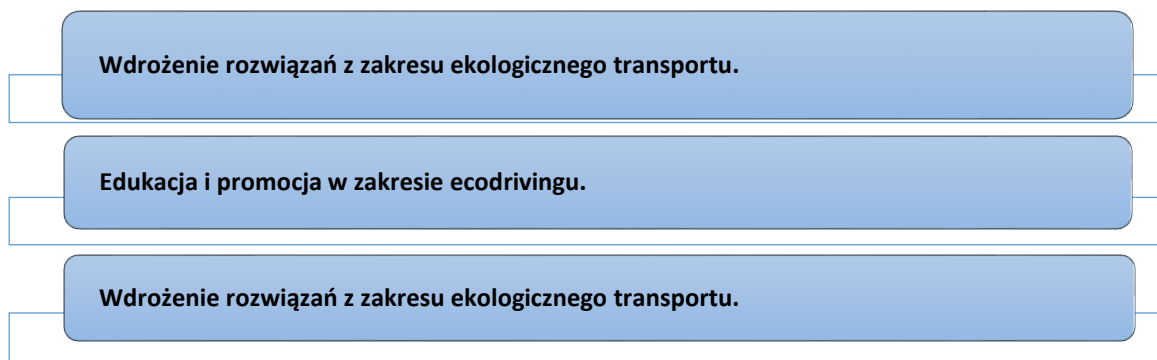 Wdrożenie rozwiązań z zakresu ekologicznego transportu.
Edukacja i promocja w zakresie ecodrivingu.
Wdrożenie rozwiązań z zakresu ekologicznego transportu.